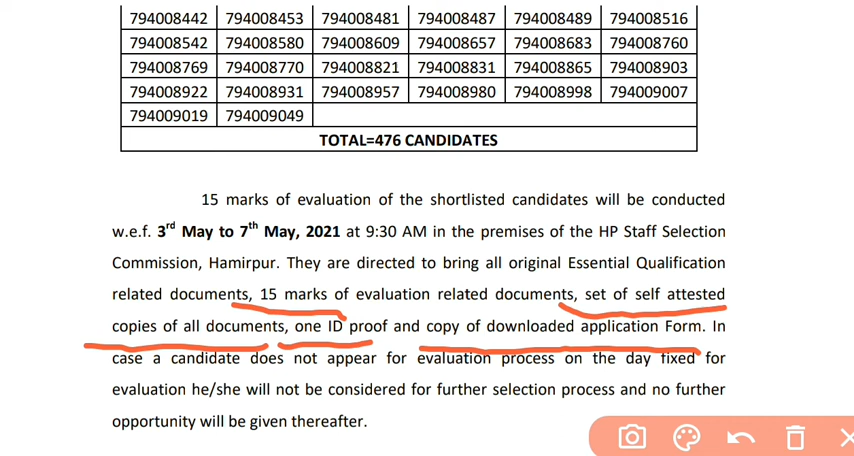 794008442 794008453 794008481 794008487 794008489 794008516
794008542 794008580 794008609 794008657 794008683 794008760
794008769 794008770 794008821 794008831 794008865 794008903
794008922 794008931 794008957 794008980 794008998 794009007
794009019 794009049
TOTAL=476 CANDIDATES
15 marks of evaluation of the shortlisted candidates will be conducted
w.e.f. 3rd May to 7th May, 2021 at 9:30 AM in the premises of the HP Staff Selection
Commission, Hamirpur. They are directed to bring all original Essential Qualification
related documents, 15 marks of evaluation related documents, set of self attested
copies of all documents, one ID proof and copy of downloaded application Form. In
case a candidate does not appear for evaluation process on the day fixed for
evaluation he/she will not be considered for further selection process and no further
opportunity will be given thereafter.